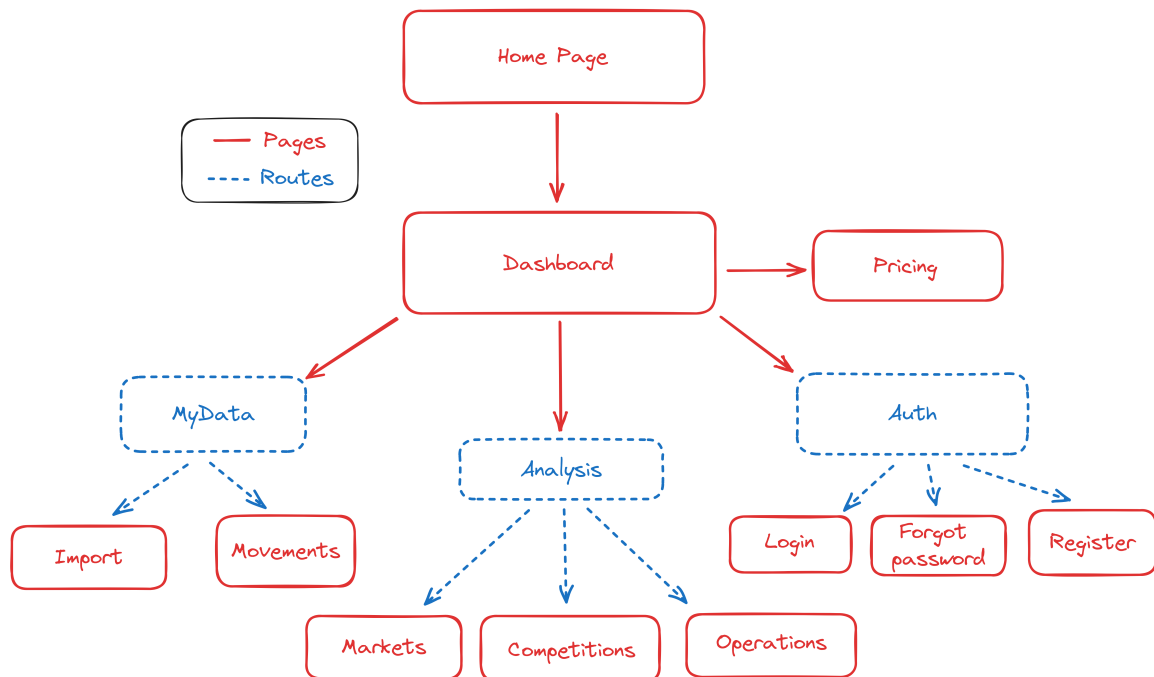 Home Page
Pages
Routes
Dashboard
Pricing
MyData
Analysis
Auth
Import
Movements
Login
Forgot
password
Register
Markets
Competitions
Operations